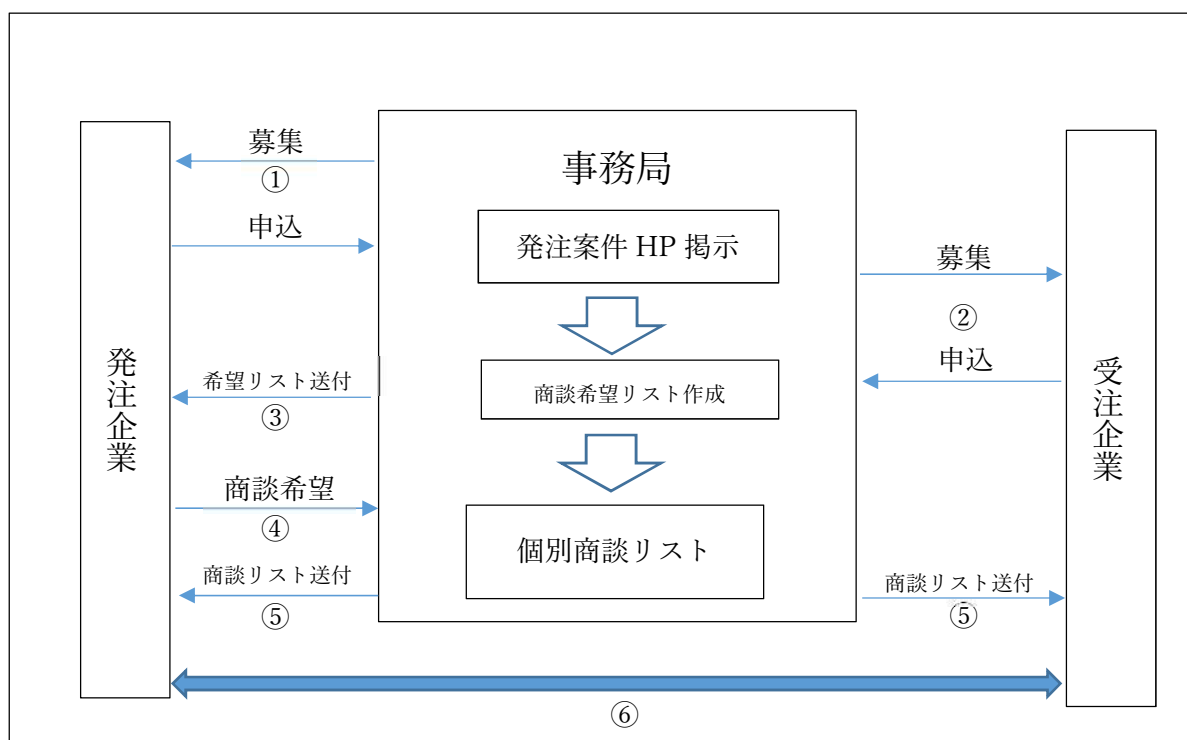 募集
①
事務局
申込
発注案件 HP 掲示
募集
②
申込
発注企業
受注企業
希望リスト送付
③
商談希望リスト作成
商談希望
④
個別商談リスト
商談リスト送付
⑤
商談リスト送付
⑤
⑥